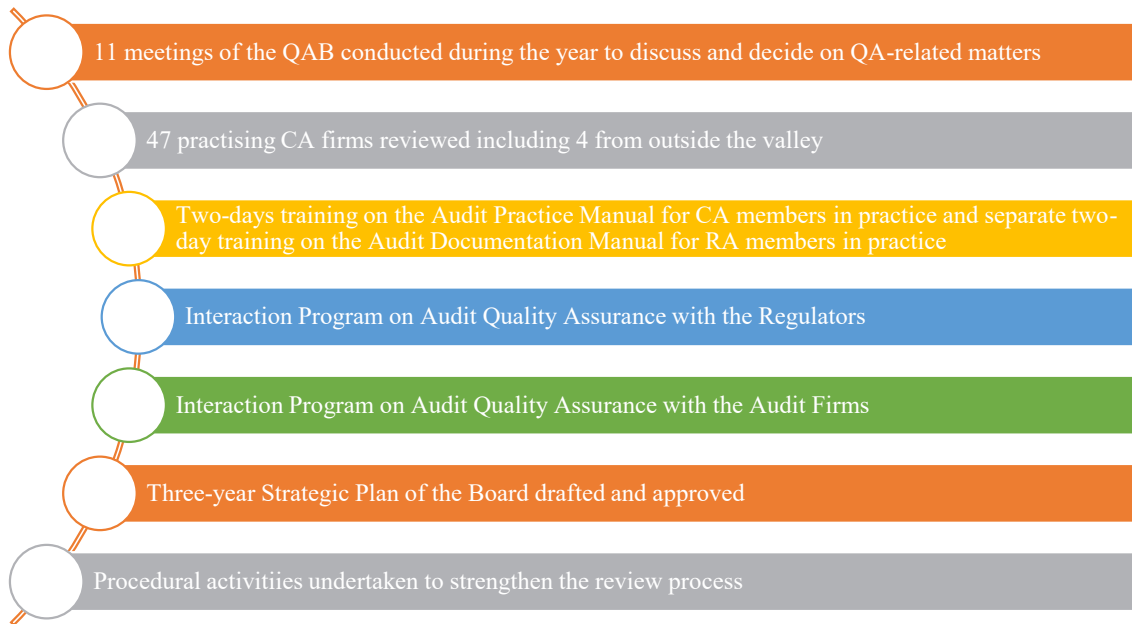 11 meetings of the QAB conducted during the year to discuss and decide on QA-related matters
47 practising CA firms reviewed including 4 from outside the valley
Two-days training on the Audit Practice Manual for CA members in practice and separate two-
day training on the Audit Documentation Manual for RA members in practice
Interaction Program on Audit Quality Assurance with the Regulators
Interaction Program on Audit Quality Assurance with the Audit Firms
Three-year Strategic Plan of the Board drafted and approved
Procedural activitiies undertaken to strengthen the review process